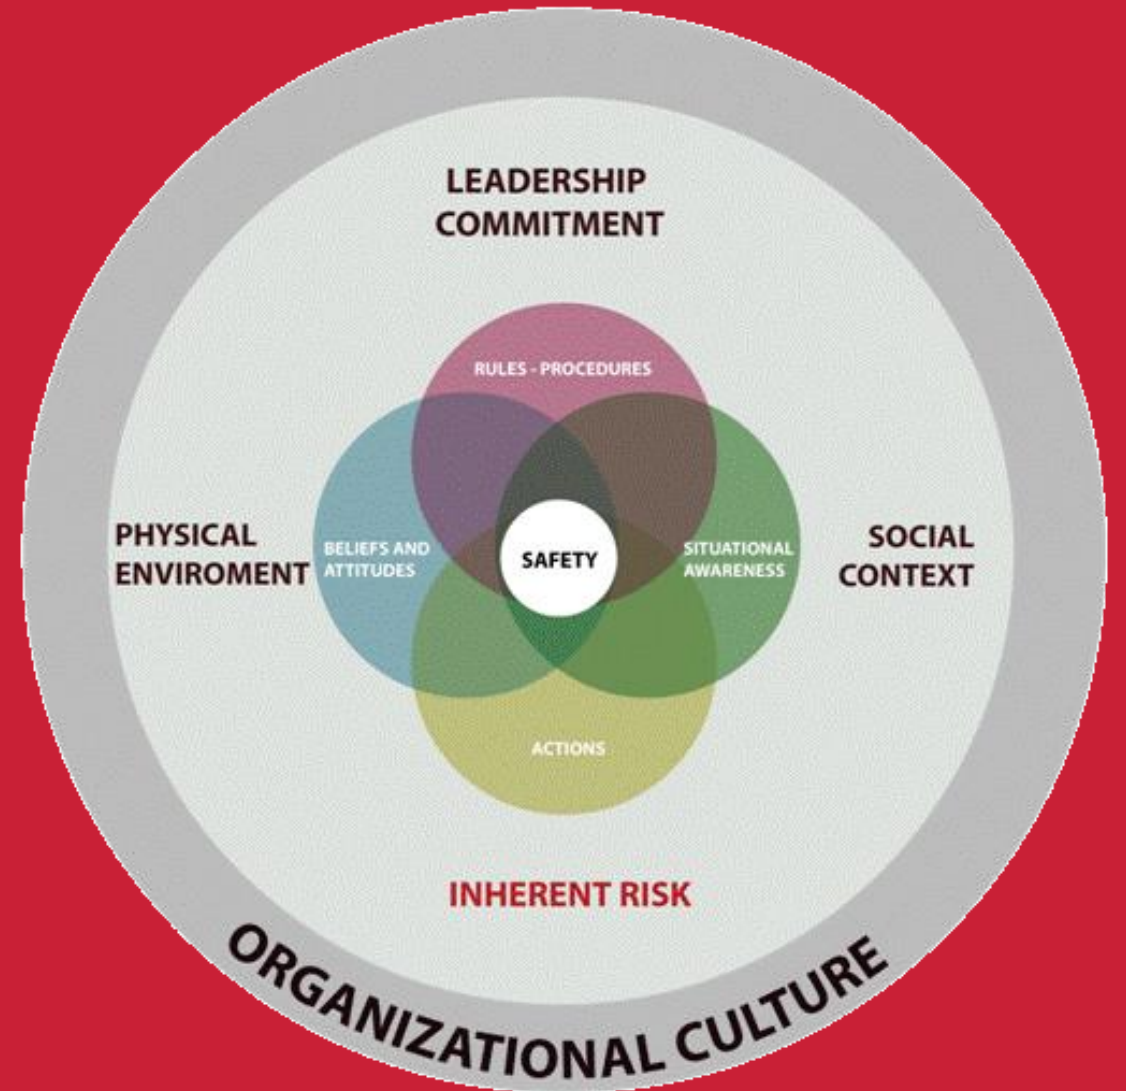 LEADERSHIP
COMMITMENT
RULES - PROCEDURES
PHYSICAL
ENVIROMENT
BELIEFS AND
ATTITUDES
SAFETY
SITUATIONAL
AWARENESS
SOCIAL
CONTEXT
ACTIONS
INHERENT RISK
ORGANIZATIONAL CULTURE